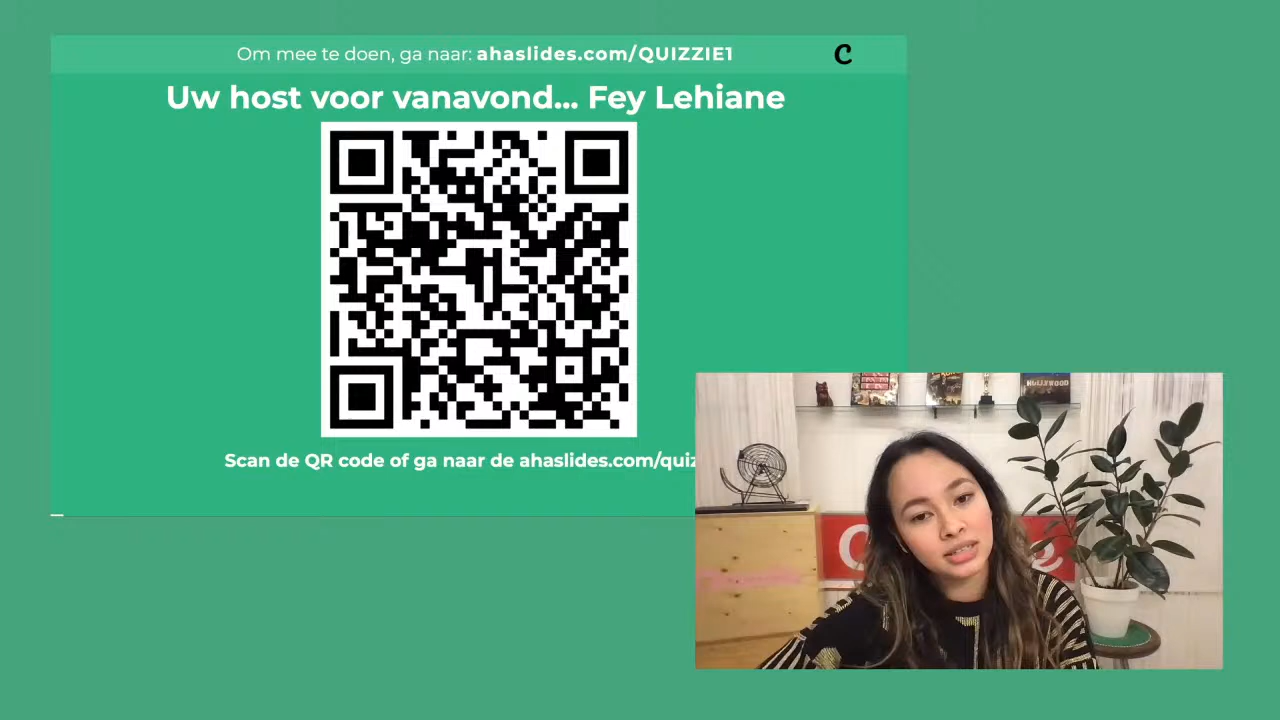 Om mee te doen, ga naar: ahaslides.com/QUIZZIE1
C
Uw host voor vanavond... Fey Lehiane
Scan de QR code of ga naar de ahaslides.com/quiz
HOLLYWOOD